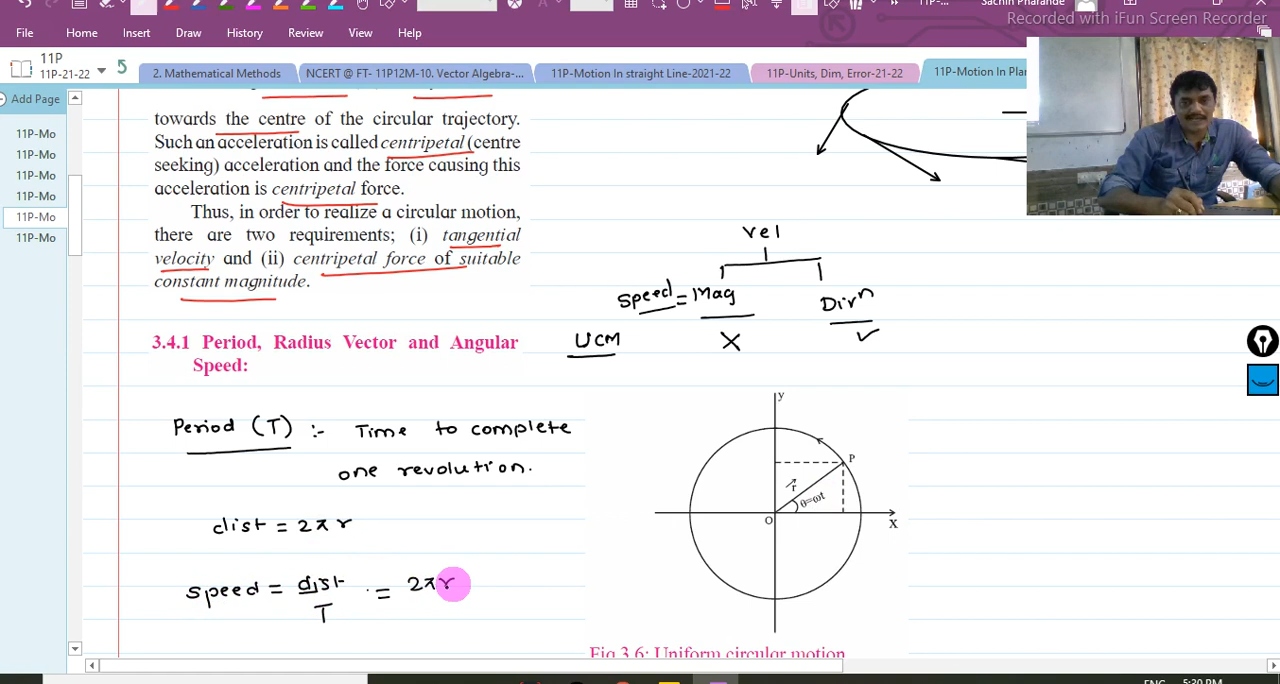 11P-...
Sachin Pharande
Recorded with iFun Screen Recorder
File Home Insert Draw History Review View Help
11P
11P-21-22
2. Mathematical Methods
NCERT @ FT- 11P12M-10. Vector Algebra-...
11P-Motion In straight Line-2021-22
11P-Units, Dim, Error-21-22
11P-Motion In Plan
Add Page
11P-Mo
11P-Mo
11P-Mo
11P-Mo
11P-Mo
11P-Mo
towards the centre of the circular trajectory.
Such an acceleration is called centripetal (centre
seeking) acceleration and the force causing this
acceleration is centripetal force.
Thus, in order to realize a circular motion,
there are two requirements; (i) tangential
velocity and (ii) centripetal force of suitable
constant magnitude.
vel
speed = Mag Dirn
UCM X ✓
3.4.1 Period, Radius Vector and Angular
Speed:
Period (T) :- Time to complete
one revolution.
dist = 2πr
speed = dist/T = 2πr
y
P
r
θ=ωt
O
X
Fig 3.6: Uniform circular motion
ENG 5:20 PM